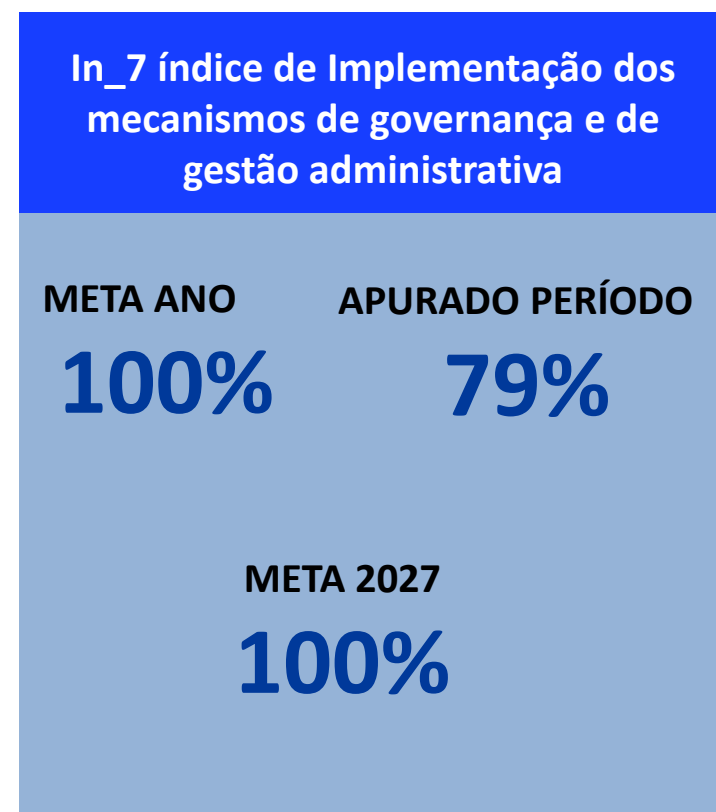 In_7 índice de Implementação dos
mecanismos de governança e de
gestão administrativa
META ANO
APURADO PERÍODO
100%
79%
META 2027
100%